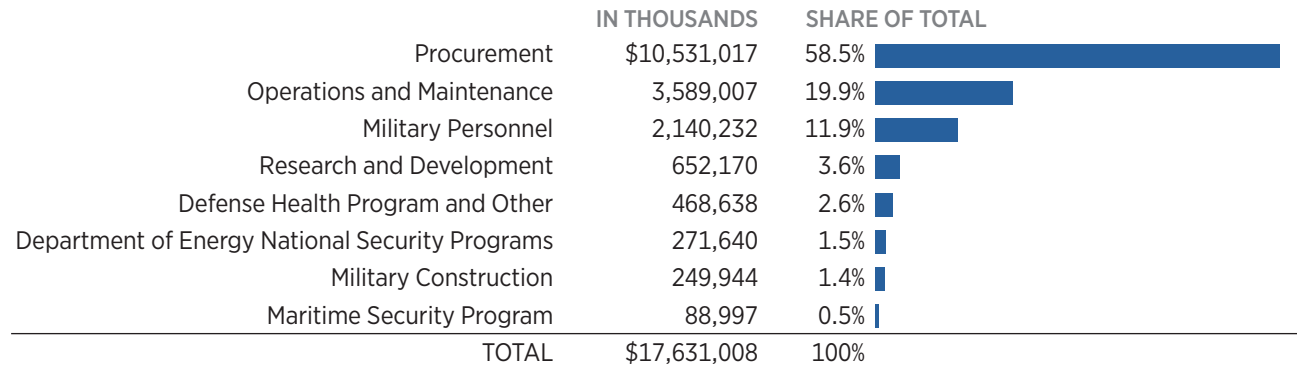 IN THOUSANDS SHARE OF TOTAL
Procurement $10,531,017 58.5%
Operations and Maintenance 3,589,007 19.9%
Military Personnel 2,140,232 11.9%
Research and Development 652,170 3.6%
Defense Health Program and Other 468,638 2.6%
Department of Energy National Security Programs 271,640 1.5%
Military Construction 249,944 1.4%
Maritime Security Program 88,997 0.5%
TOTAL $17,631,008 100%